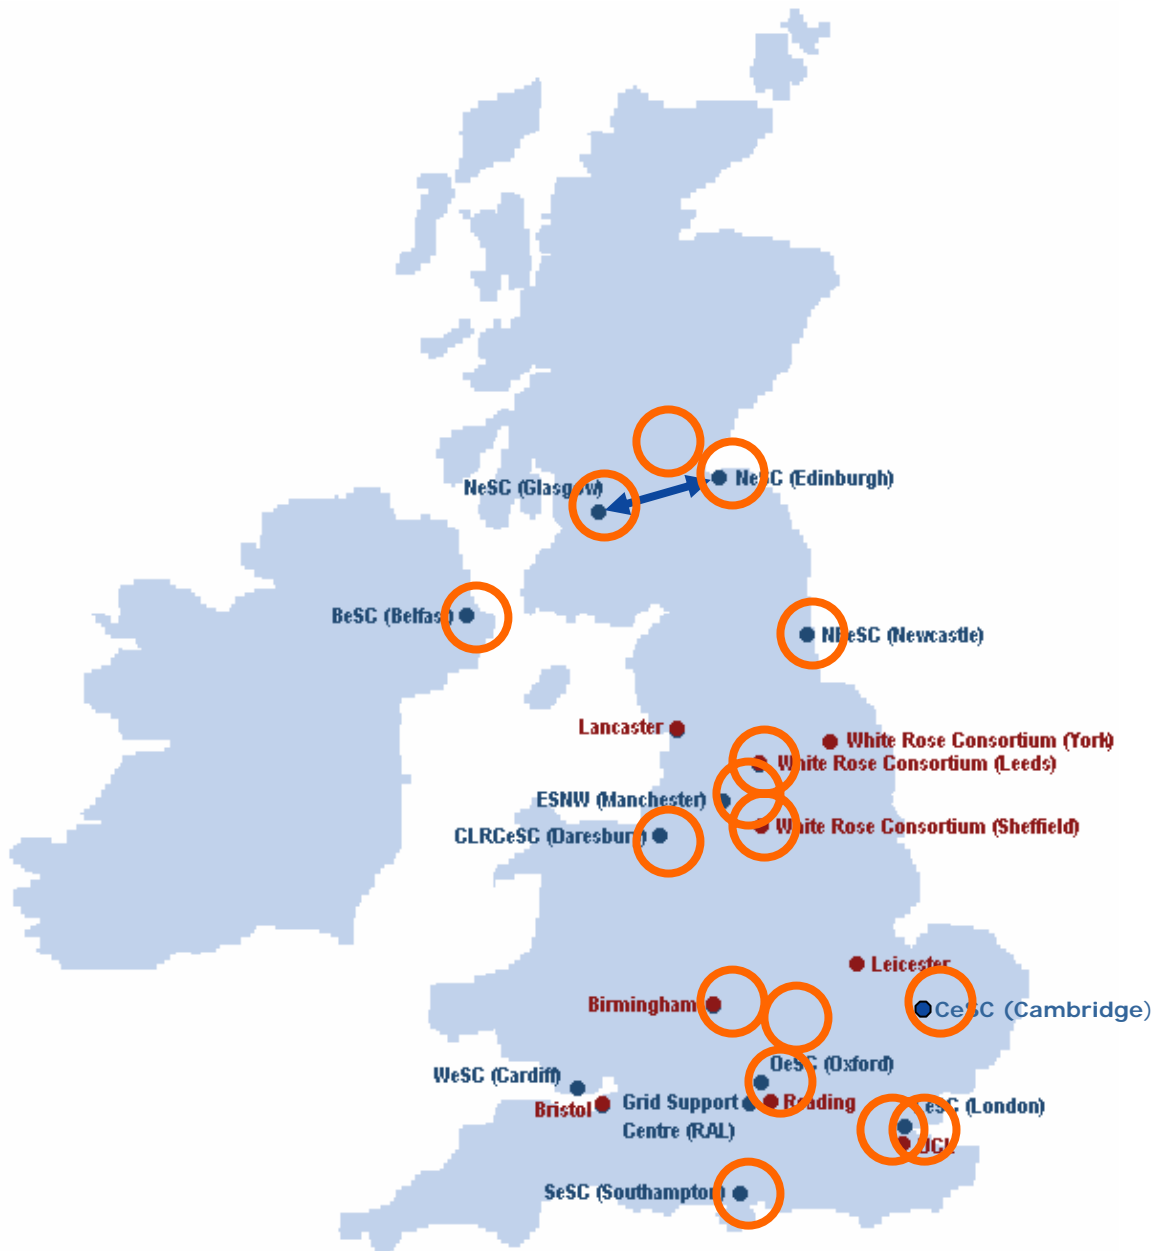 NeSC (Edinburgh)
NeSC (Glasgow)
BeSC (Belfast)
NEeSC (Newcastle)
Lancaster
White Rose Consortium (York)
White Rose Consortium (Leeds)
ESNW (Manchester)
White Rose Consortium (Sheffield)
CLRCeSC (Daresbury)
Leicester
Birmingham
CeSC (Cambridge)
OeSC (Oxford)
WeSC (Cardiff)
Bristol
Grid Support
Centre (RAL)
Reading
LeSC (London)
UCL
SeSC (Southampton)